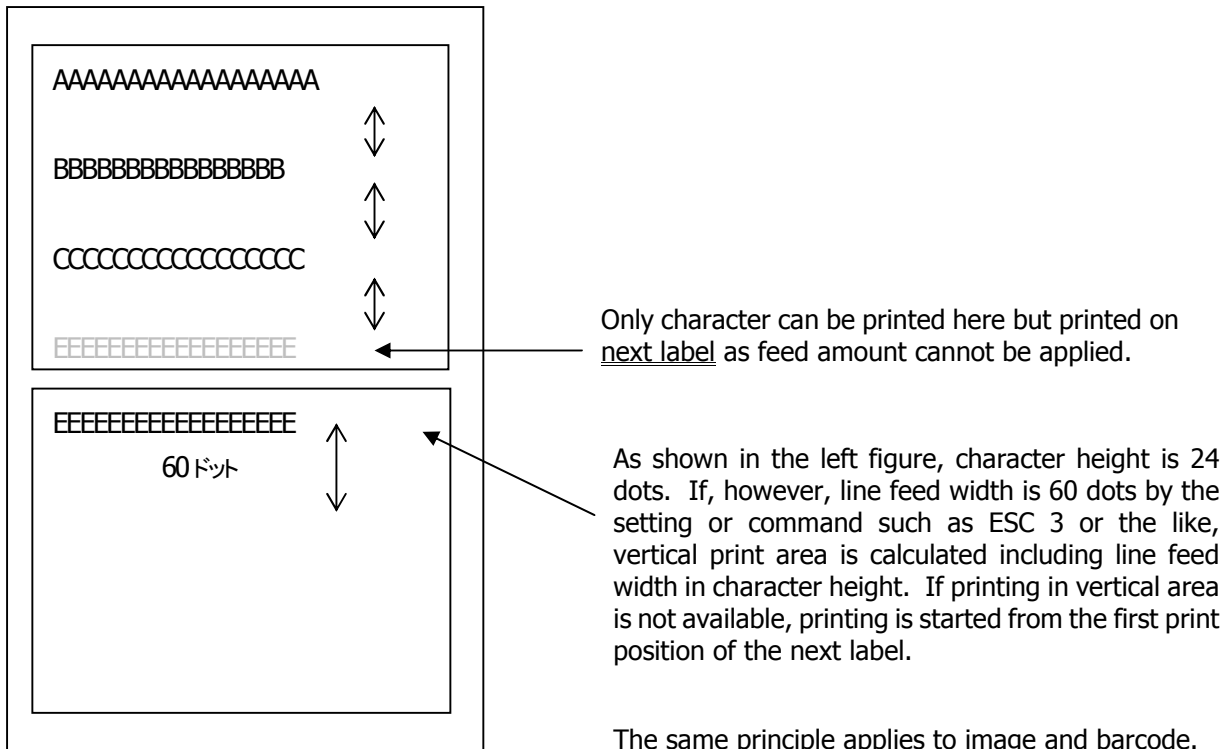 AAAAAAAAAAAAAAAAAA
BBBBBBBBBBBBBBBB
CCCCCCCCCCCCCCCCC
EEEEEEEEEEEEEEEEEE
Only character can be printed here but printed on
next label as feed amount cannot be applied.
EEEEEEEEEEEEEEEEEE
60ドット
As shown in the left figure, character height is 24
dots. If, however, line feed width is 60 dots by the
setting or command such as ESC 3 or the like,
vertical print area is calculated including line feed
width in character height. If printing in vertical area
is not available, printing is started from the first print
position of the next label.
The same principle applies to image and barcode.